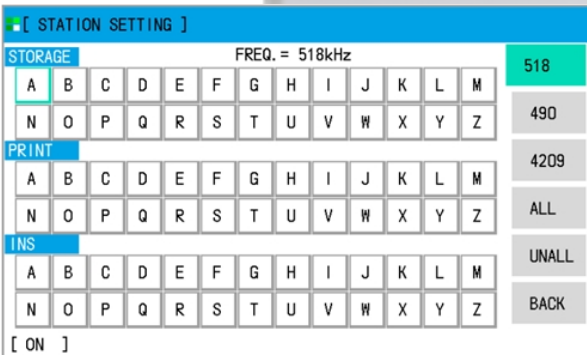 [ STATION SETTING ]
STORAGE FREQ. = 518kHz
A B C D E F G H I J K L M
N O P Q R S T U V W X Y Z
PRINT
A B C D E F G H I J K L M
N O P Q R S T U V W X Y Z
INS
A B C D E F G H I J K L M
N O P Q R S T U V W X Y Z
[ ON ]
518
490
4209
ALL
UNALL
BACK